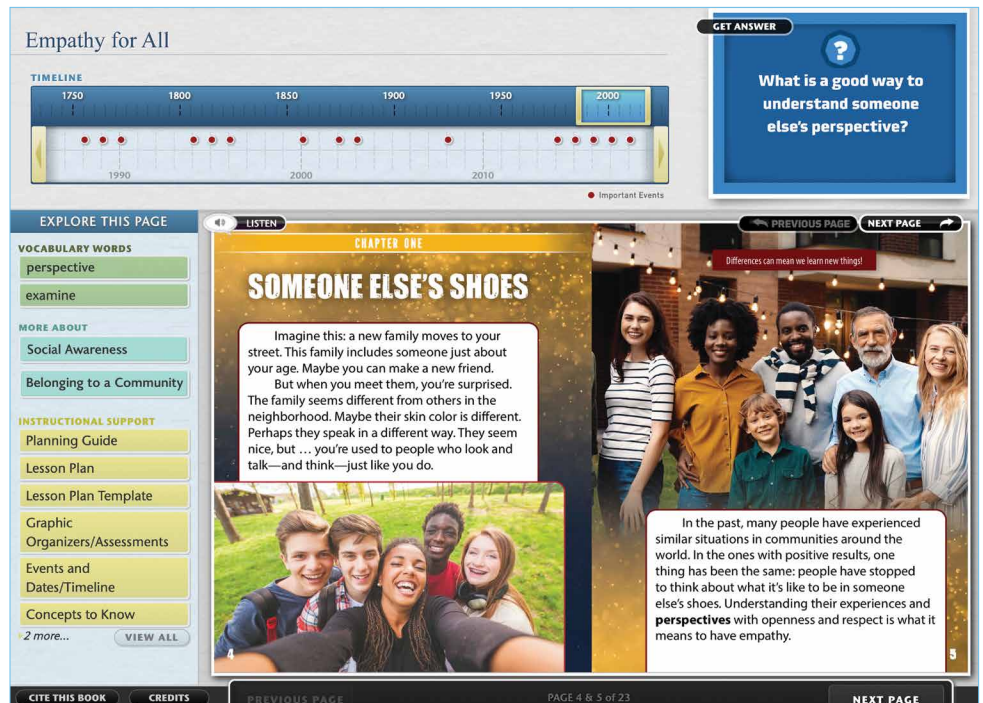 Empathy for All
TIMELINE
1750 1800 1850 1900 1950 2000
1990 2000 2010
Important Events
GET ANSWER
?
What is a good way to
understand someone
else's perspective?
EXPLORE THIS PAGE
VOCABULARY WORDS
perspective
examine
MORE ABOUT
Social Awareness
Belonging to a Community
INSTRUCTIONAL SUPPORT
Planning Guide
Lesson Plan
Lesson Plan Template
Graphic
Organizers/Assessments
Events and
Dates/Timeline
Concepts to Know
2 more...
VIEW ALL
LISTEN
PREVIOUS PAGE
NEXT PAGE
CHAPTER ONE
SOMEONE ELSE'S SHOES
Imagine this: a new family moves to your
street. This family includes someone just about
your age. Maybe you can make a new friend.
But when you meet them, you're surprised.
The family seems different from others in the
neighborhood. Maybe their skin color is different.
Perhaps they speak in a different way. They seem
nice, but … you're used to people who look and
talk—and think—just like you do.
4
Differences can mean we learn new things!
In the past, many people have experienced
similar situations in communities around the
world. In the ones with positive results, one
thing has been the same: people have stopped
to think about what it's like to be in someone
else's shoes. Understanding their experiences and
perspectives with openness and respect is what it
means to have empathy.
5
CITE THIS BOOK
CREDITS
PREVIOUS PAGE
PAGE 4 & 5 of 23
NEXT PAGE